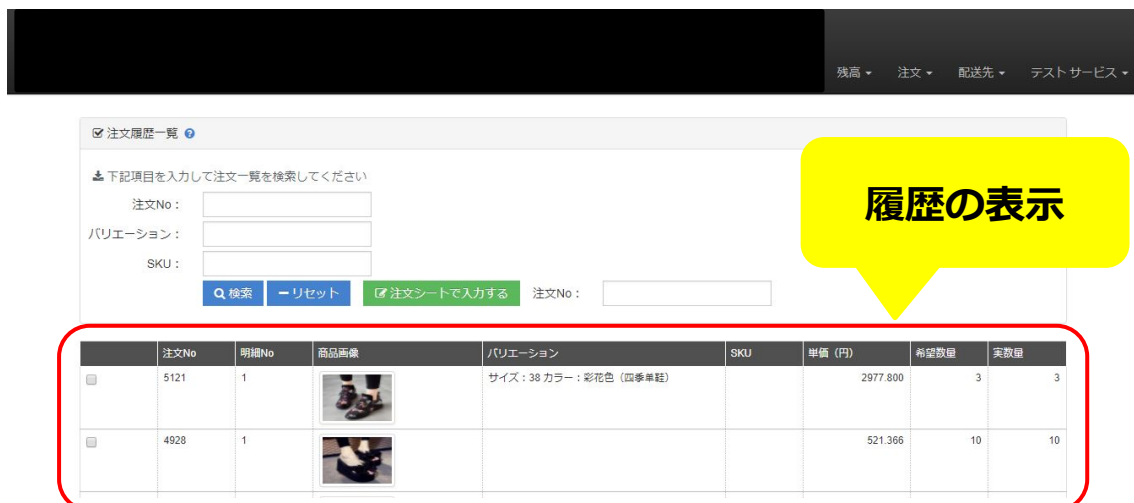 残高 注文 配送先 テスト サービス
注文履歴一覧
下記項目を入力して注文一覧を検索してください
履歴の表示
注文No：
バリエーション：
SKU：
検索 リセット 注文シートで入力する 注文No：
注文No 明細No 商品画像 バリエーション SKU 単価（円） 希望数量 実数量
5121 1 サイズ：38 カラー：彩花色（四季単鞋） 2977.800 3 3
4928 1 521.366 10 10